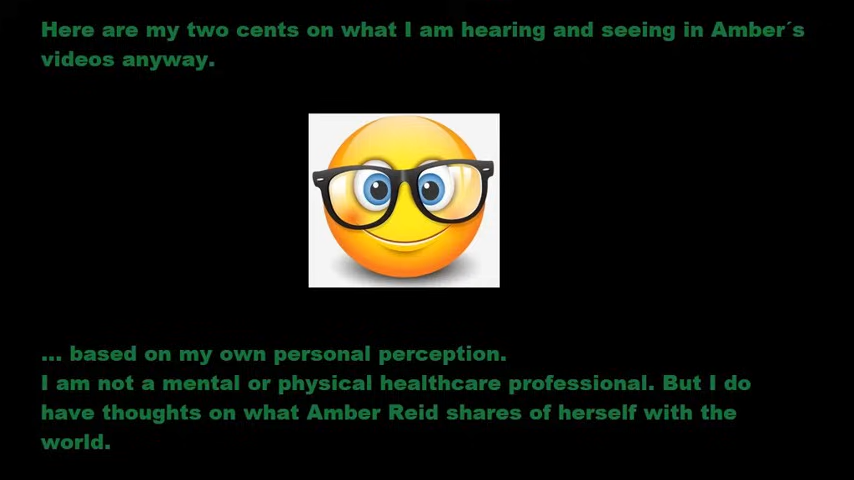 Here are my two cents on what I am hearing and seeing in Amber´s
videos anyway.
... based on my own personal perception.
I am not a mental or physical healthcare professional. But I do
have thoughts on what Amber Reid shares of herself with the
world.